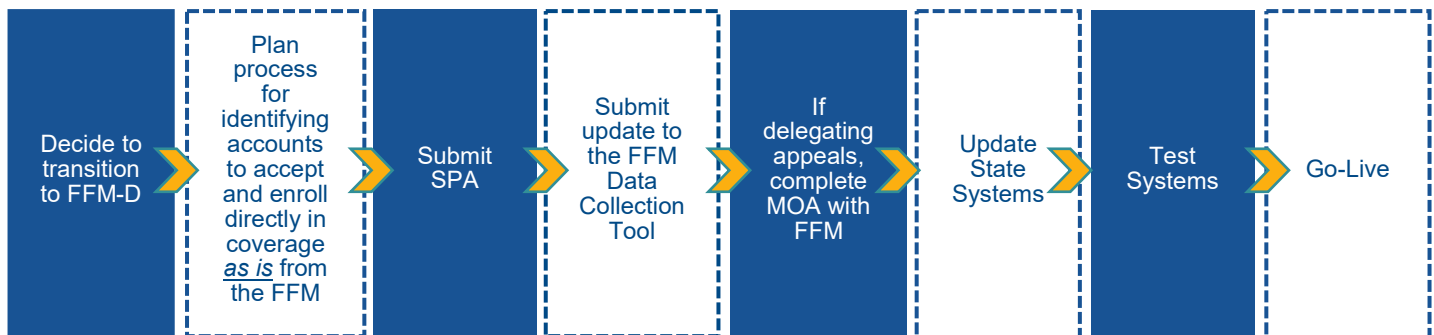 Decide to
transition
to FFM-D
Plan
process
for
identifying
accounts
to accept
and enroll
directly in
coverage
as is from
the FFM
Submit
SPA
Submit
update to
the FFM
Data
Collection
Tool
If
delegating
appeals,
complete
MOA with
FFM
Update
State
Systems
Test
Systems
Go-Live